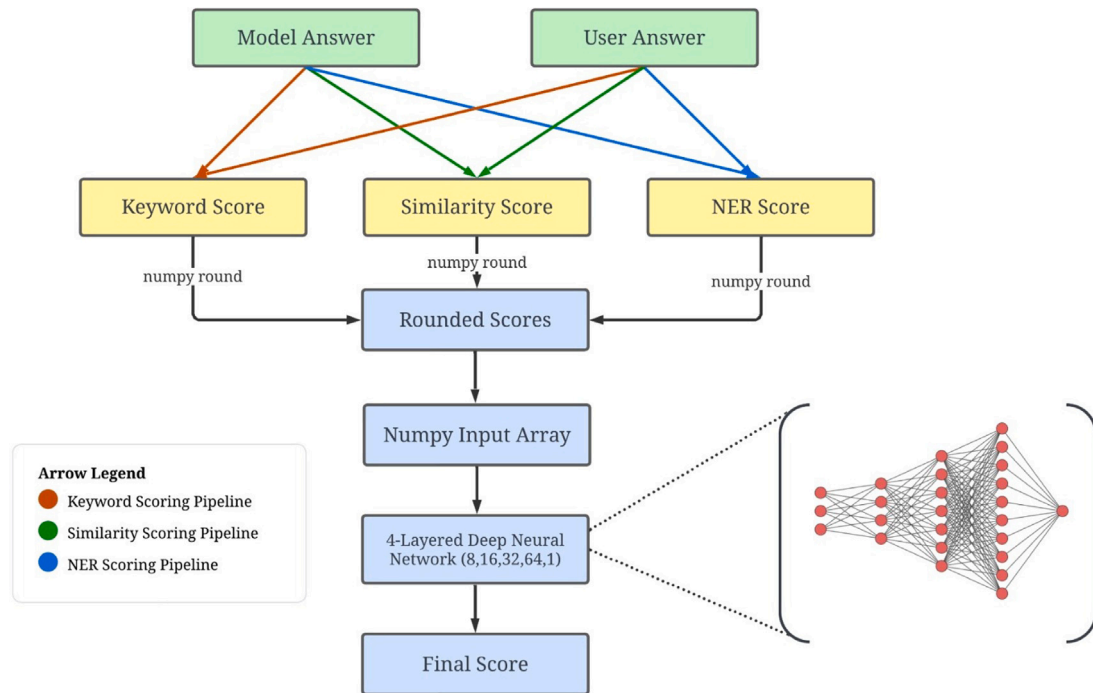 Model Answer
User Answer
Keyword Score
Similarity Score
NER Score
numpy round
numpy round
numpy round
Rounded Scores
Numpy Input Array
Arrow Legend
Keyword Scoring Pipeline
Similarity Scoring Pipeline
NER Scoring Pipeline
4-Layered Deep Neural
Network (8,16,32,64,1)
Final Score